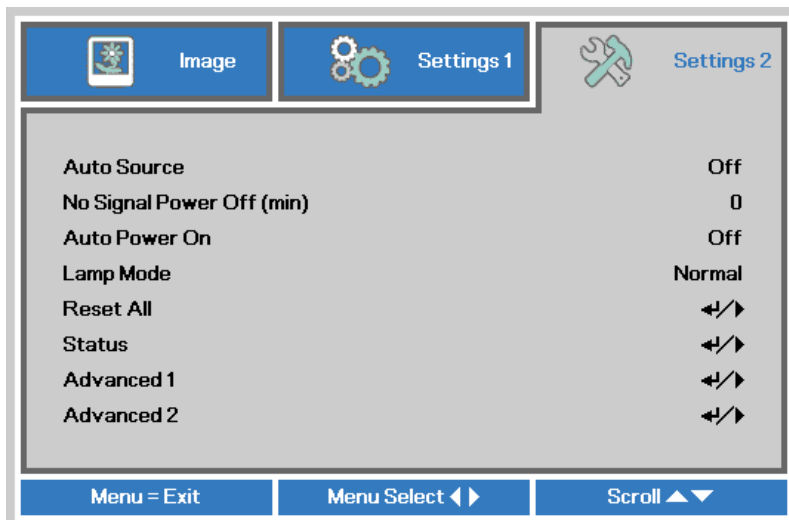 Image
Settings 1
Settings 2
Auto Source Off
No Signal Power Off (min) 0
Auto Power On Off
Lamp Mode Normal
Reset All ↵/▶
Status ↵/▶
Advanced 1 ↵/▶
Advanced 2 ↵/▶
Menu = Exit
Menu Select ◀ ▶
Scroll ▲▼